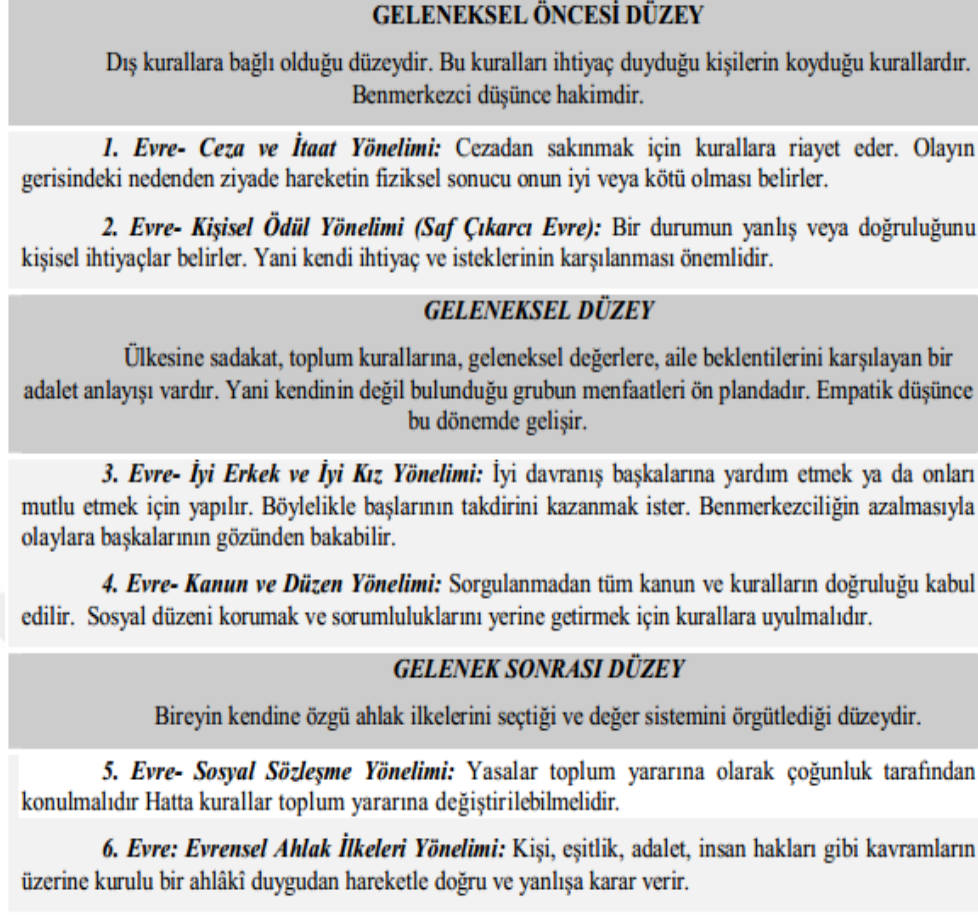 GELENEKSEL ÖNCESİ DÜZEY
Dış kurallara bağlı olduğu düzeydir. Bu kuralları ihtiyaç duyduğu kişilerin koyduğu kurallardır.
Benmerkezci düşünce hakimdir.
1. Evre- Ceza ve İtaat Yönelimi: Cezadan sakınmak için kurallara riayet eder. Olayın
gerisindeki nedenden ziyade hareketin fiziksel sonucu onun iyi veya kötü olması belirler.
2. Evre- Kişisel Ödül Yönelimi (Saf Çıkarcı Evre): Bir durumun yanlış veya doğruluğunu
kişisel ihtiyaçlar belirler. Yani kendi ihtiyaç ve isteklerinin karşılanması önemlidir.
GELENEKSEL DÜZEY
Ülkesine sadakat, toplum kurallarına, geleneksel değerlere, aile beklentilerini karşılayan bir
adalet anlayışı vardır. Yani kendinin değil bulunduğu grubun menfaatleri ön plandadır. Empatik düşünce
bu dönemde gelişir.
3. Evre- İyi Erkek ve İyi Kız Yönelimi: İyi davranış başkalarına yardım etmek ya da onları
mutlu etmek için yapılır. Böylelikle başlarının takdirini kazanmak ister. Benmerkezciliğin azalmasıyla
olaylara başkalarının gözünden bakabilir.
4. Evre- Kanun ve Düzen Yönelimi: Sorgulanmadan tüm kanun ve kuralların doğruluğu kabul
edilir. Sosyal düzeni korumak ve sorumluluklarını yerine getirmek için kurallara uyulmalıdır.
GELENEK SONRASI DÜZEY
Bireyin kendine özgü ahlak ilkelerini seçtiği ve değer sistemini örgütlediği düzeydir.
5. Evre- Sosyal Sözleşme Yönelimi: Yasalar toplum yararına olarak çoğunluk tarafından
konulmalıdır Hatta kurallar toplum yararına değiştirilebilmelidir.
6. Evre: Evrensel Ahlak İlkeleri Yönelimi: Kişi, eşitlik, adalet, insan hakları gibi kavramların
üzerine kurulu bir ahlâkî duygudan hareketle doğru ve yanlışa karar verir.